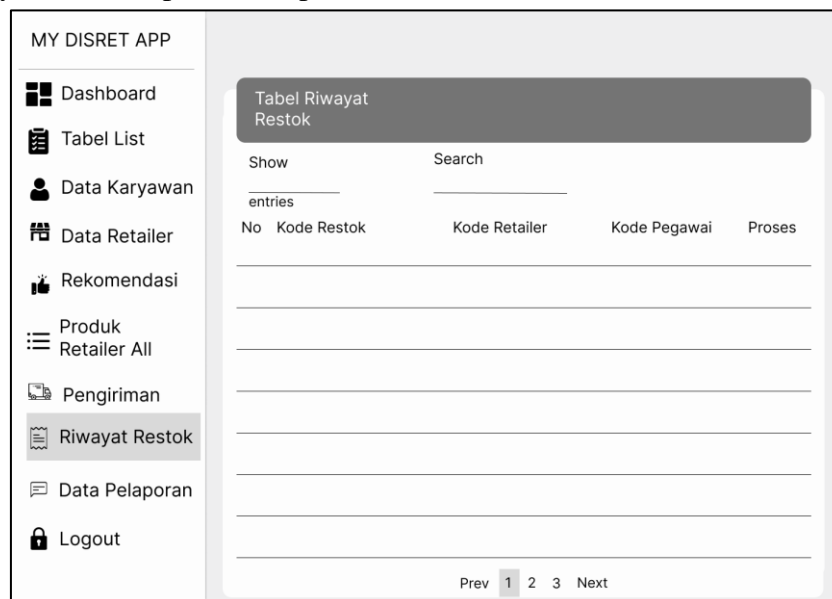 MY DISRET APP
Dashboard
Tabel List
Data Karyawan
Data Retailer
Rekomendasi
Produk
Retailer All
Pengiriman
Riwayat Restok
Data Pelaporan
Logout
Tabel Riwayat
Restok
Show
Search
entries
No Kode Restok Kode Retailer Kode Pegawai Proses
Prev 1 2 3 Next